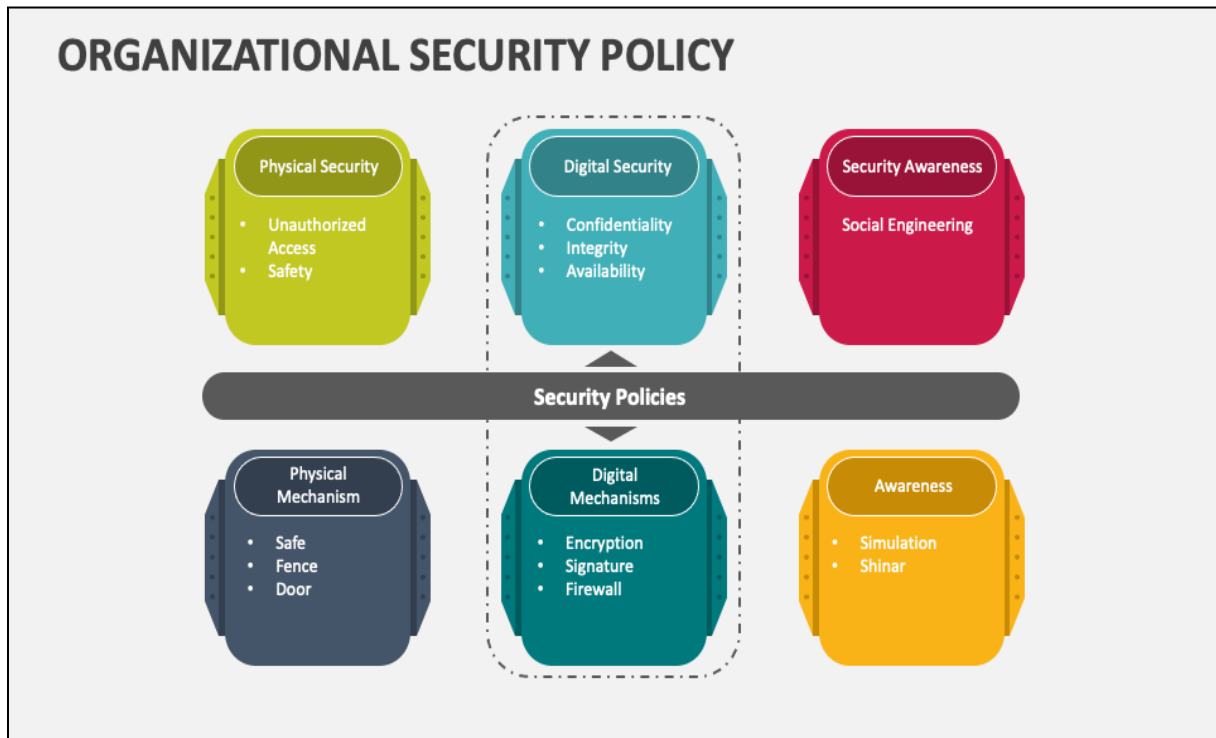 ORGANIZATIONAL SECURITY POLICY
Physical Security
• Unauthorized
Access
• Safety
Digital Security
• Confidentiality
• Integrity
• Availability
Security Awareness
Social Engineering
Security Policies
Physical
Mechanism
• Safe
• Fence
• Door
Digital
Mechanisms
• Encryption
• Signature
• Firewall
Awareness
• Simulation
• Shinar